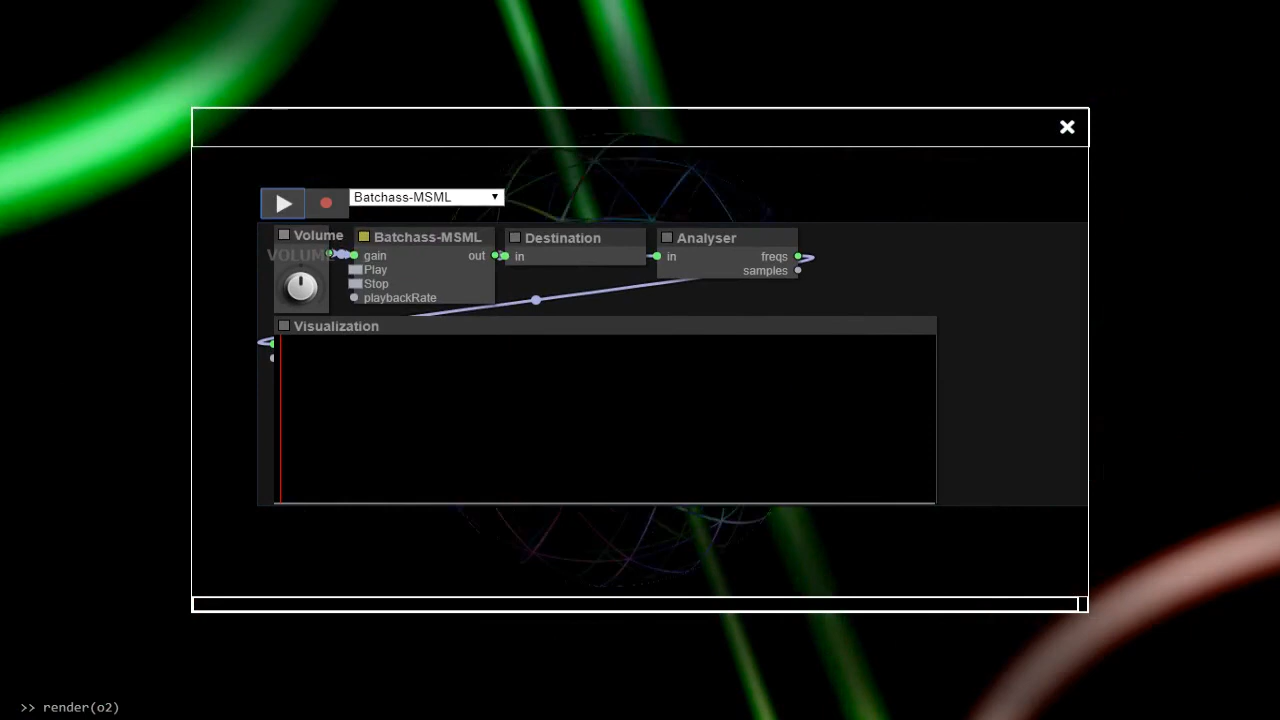 Batchass-MSML
Volume
VOLUME
Batchass-MSML
gain
out
Play
Stop
playbackRate
Destination
in
Analyser
in
freqs
samples
Visualization
>> render(o2)